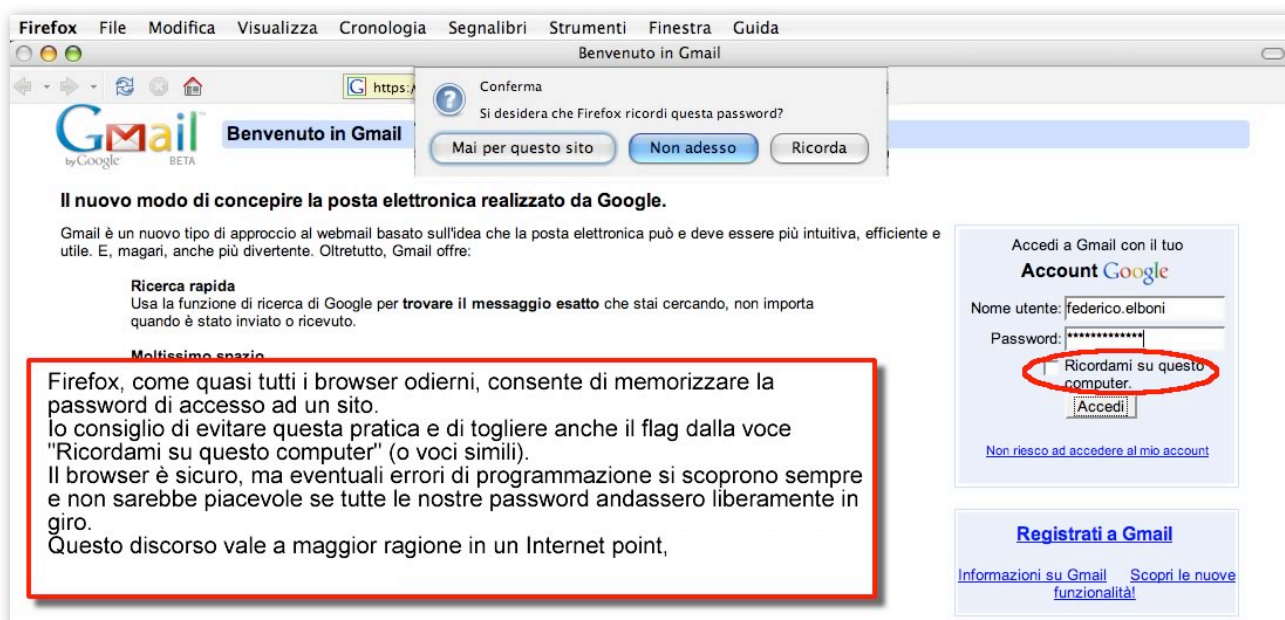 Firefox File Modifica Visualizza Cronologia Segnalibri Strumenti Finestra Guida
Benvenuto in Gmail
https:/
Conferma
Si desidera che Firefox ricordi questa password?
Mai per questo sito Non adesso Ricorda
Gmail
by Google BETA
Benvenuto in Gmail
Il nuovo modo di concepire la posta elettronica realizzato da Google.
Gmail è un nuovo tipo di approccio al webmail basato sull'idea che la posta elettronica può e deve essere più intuitiva, efficiente e
utile. E, magari, anche più divertente. Oltretutto, Gmail offre:
Ricerca rapida
Usa la funzione di ricerca di Google per trovare il messaggio esatto che stai cercando, non importa
quando è stato inviato o ricevuto.
Moltissimo spazio
Firefox, come quasi tutti i browser odierni, consente di memorizzare la
password di accesso ad un sito.
Io consiglio di evitare questa pratica e di togliere anche il flag dalla voce
"Ricordami su questo computer" (o voci simili).
Il browser è sicuro, ma eventuali errori di programmazione si scoprono sempre
e non sarebbe piacevole se tutte le nostre password andassero liberamente in
giro.
Questo discorso vale a maggior ragione in un Internet point,
Accedi a Gmail con il tuo
Account Google
Nome utente: federico.elboni
Password: *************
Ricordami su questo
computer.
Accedi
Non riesco ad accedere al mio account
Registrati a Gmail
Informazioni su Gmail Scopri le nuove
funzionalità!